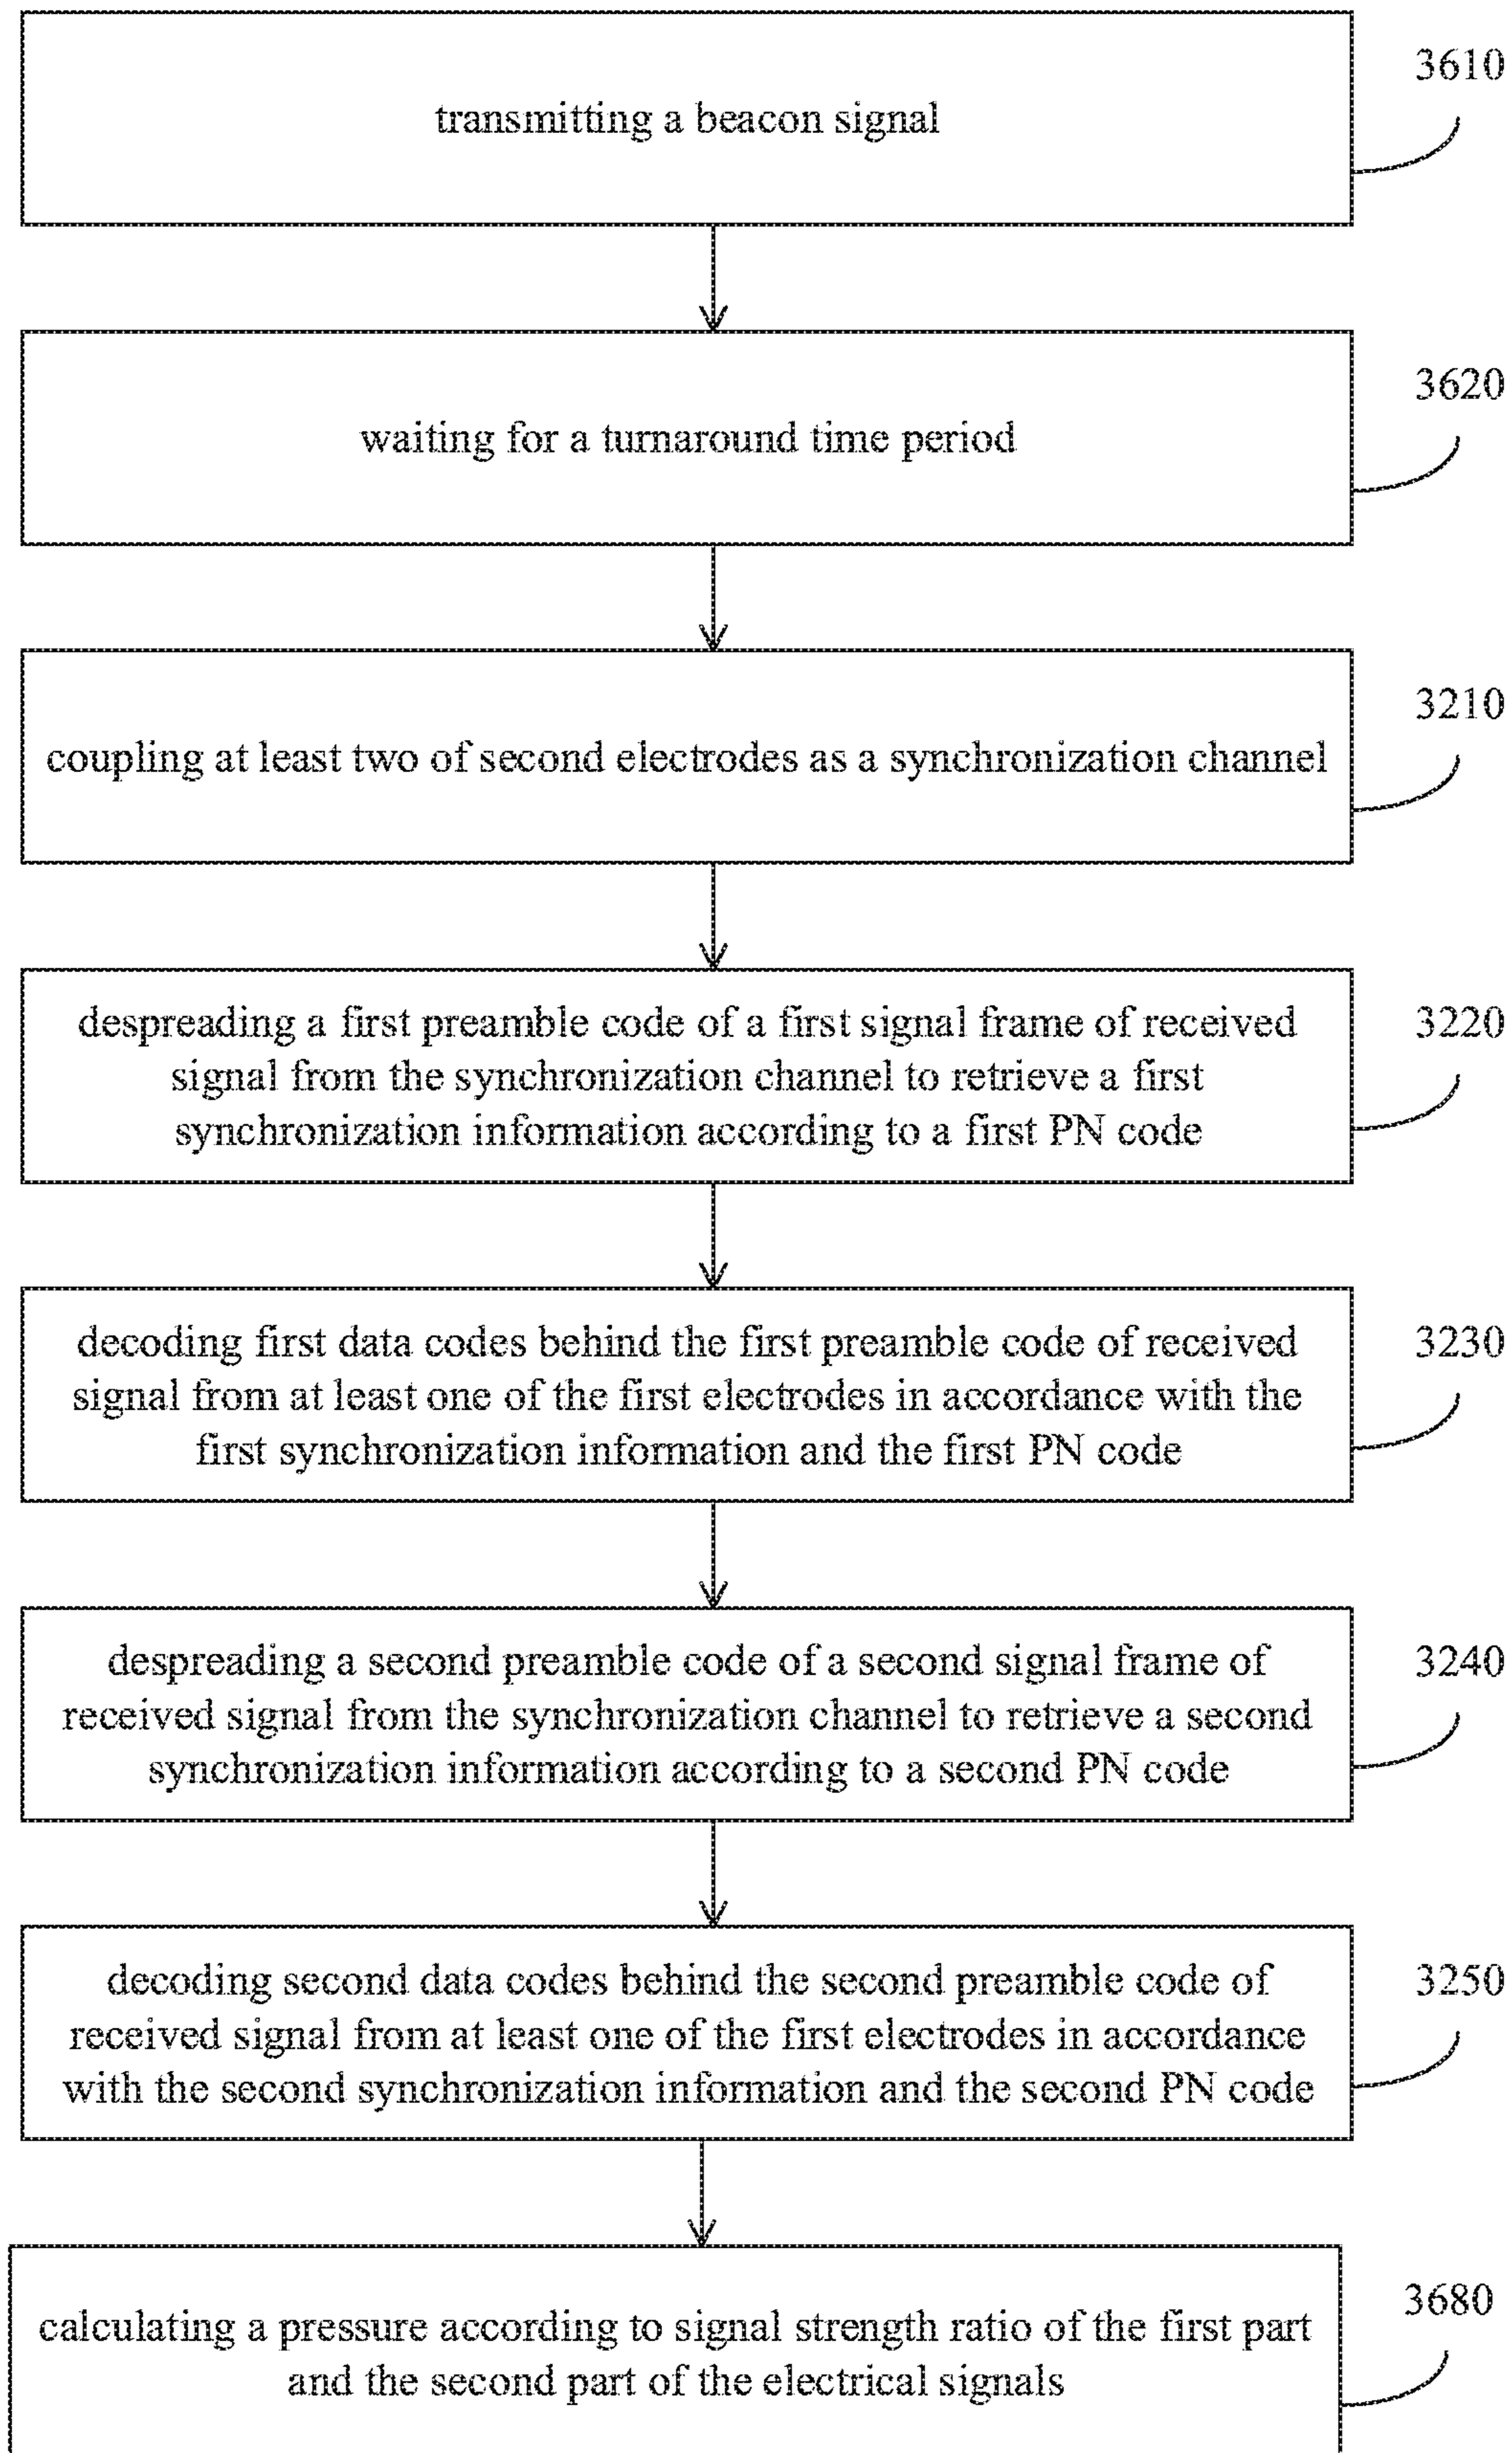 transmitting a beacon signal
3610
waiting for a turnaround time period
3620
coupling at least two of second electrodes as a synchronization channel
3210
despreading a first preamble code of a first signal frame of received
signal from the synchronization channel to retrieve a first
synchronization information according to a first PN code
3220
decoding first data codes behind the first preamble code of received
signal from at least one of the first electrodes in accordance with the
first synchronization information and the first PN code
3230
despreading a second preamble code of a second signal frame of
received signal from the synchronization channel to retrieve a second
synchronization information according to a second PN code
3240
decoding second data codes behind the second preamble code of
received signal from at least one of the first electrodes in accordance
with the second synchronization information and the second PN code
3250
calculating a pressure according to signal strength ratio of the first part
and the second part of the electrical signals
3680